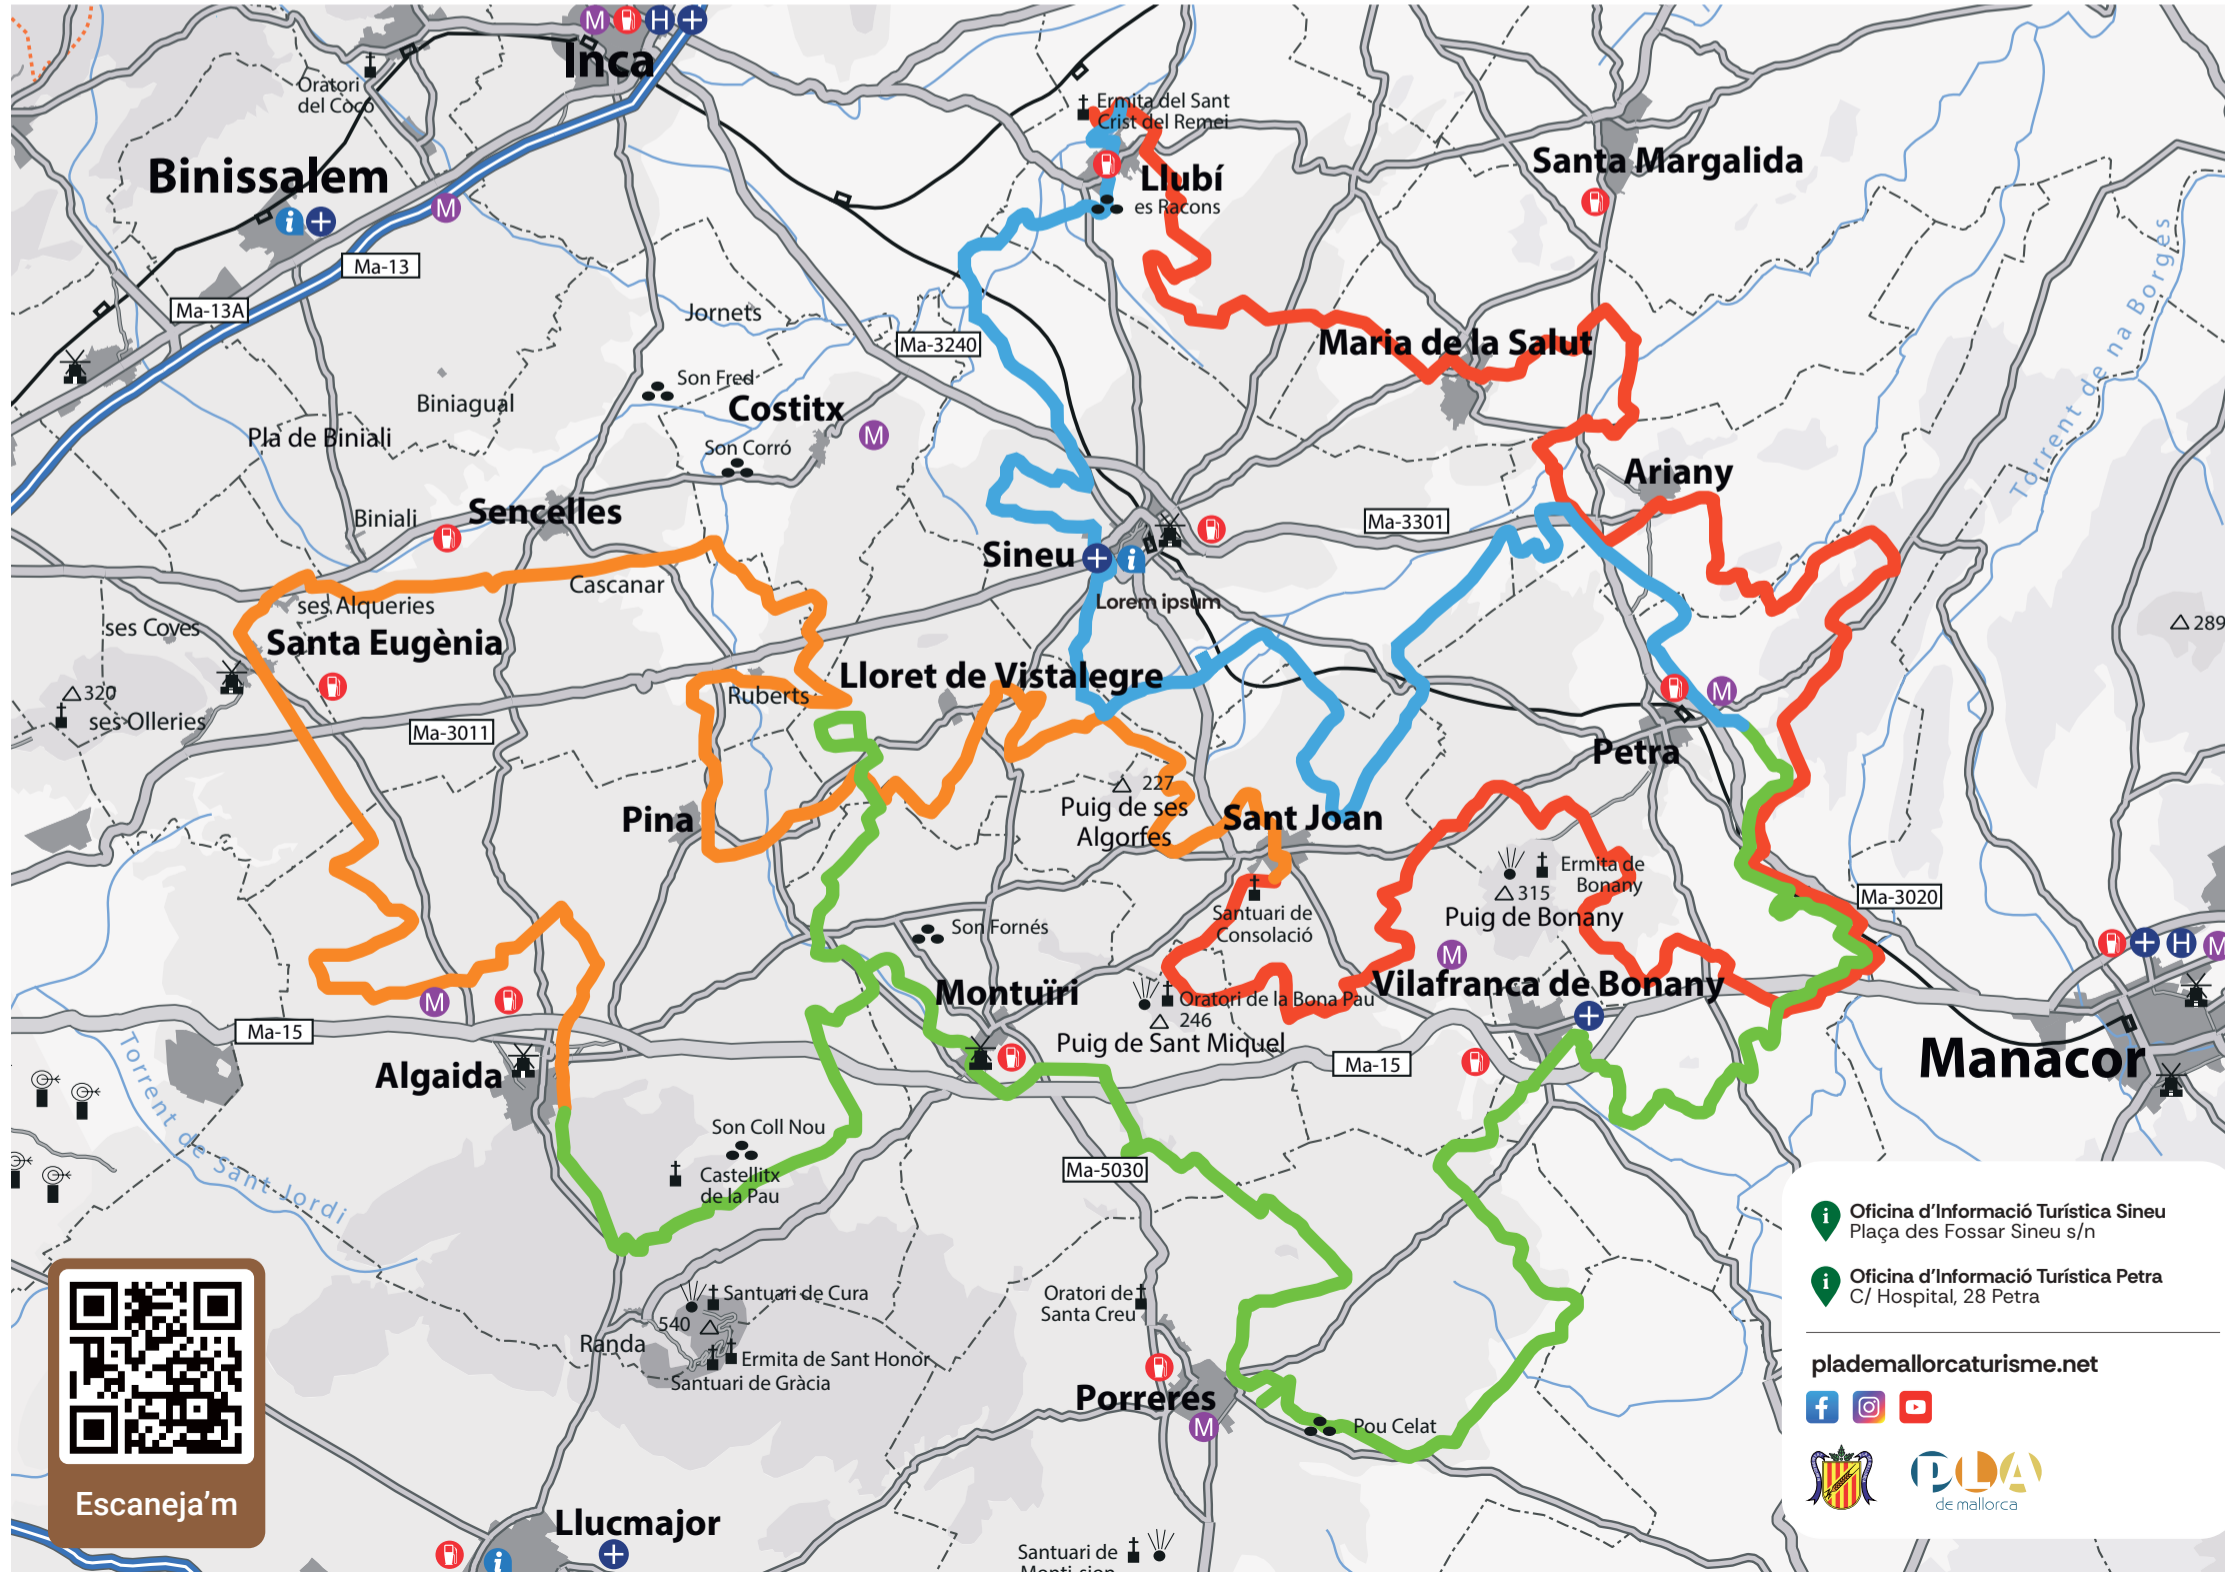 M
H
Inca
Oratori
del Cocó
Ermita del Sant
Crist del Remei
Santa Margalida
Binissalem
i
M
Llubí
es Racons
Ma-13
Ma-13A
Jornets
Ma-3240
Maria de la Salut
Torrent de na Borges
Son Fred
Biniagual
Costitx
M
Pla de Biniali
Son Corró
Ariany
Biniali
Sencelles
Ma-3301
Sineu
i
Cascanar
Lorem ipsum
ses Alqueries
ses Coves
Santa Eugènia
289
Lloret de Vistalegre
320
ses Olleries
Ruberts
M
Ma-3011
Petra
227
Puig de ses
Algorfes
Pina
Sant Joan
Ermita de
Bonany
315
Puig de Bonany
Ma-3020
Santuari de
Consolació
Son Fornés
M
H
M
Vilafranca de Bonany
Montuïri
Oratori de la Bona Pau
246
Puig de Sant Miquel
M
Ma-15
Ma-15
Manacor
Algaida
Torrent de Sant Jordi
Son Coll Nou
Castellitx
de la Pau
Ma-5030
Santuari de Cura
540
Randa
Ermita de Sant Honor
Santuari de Gràcia
Oratori de
Santa Creu
Porreres
M
Pou Celat
Llucmajor
i
Santuari de
Monti-sion
Escaneja'm
i
Oficina d'Informació Turística Sineu
Plaça des Fossar Sineu s/n
i
Oficina d'Informació Turística Petra
C/ Hospital, 28 Petra
plademallorcaturisme.net
PLA
de mallorca